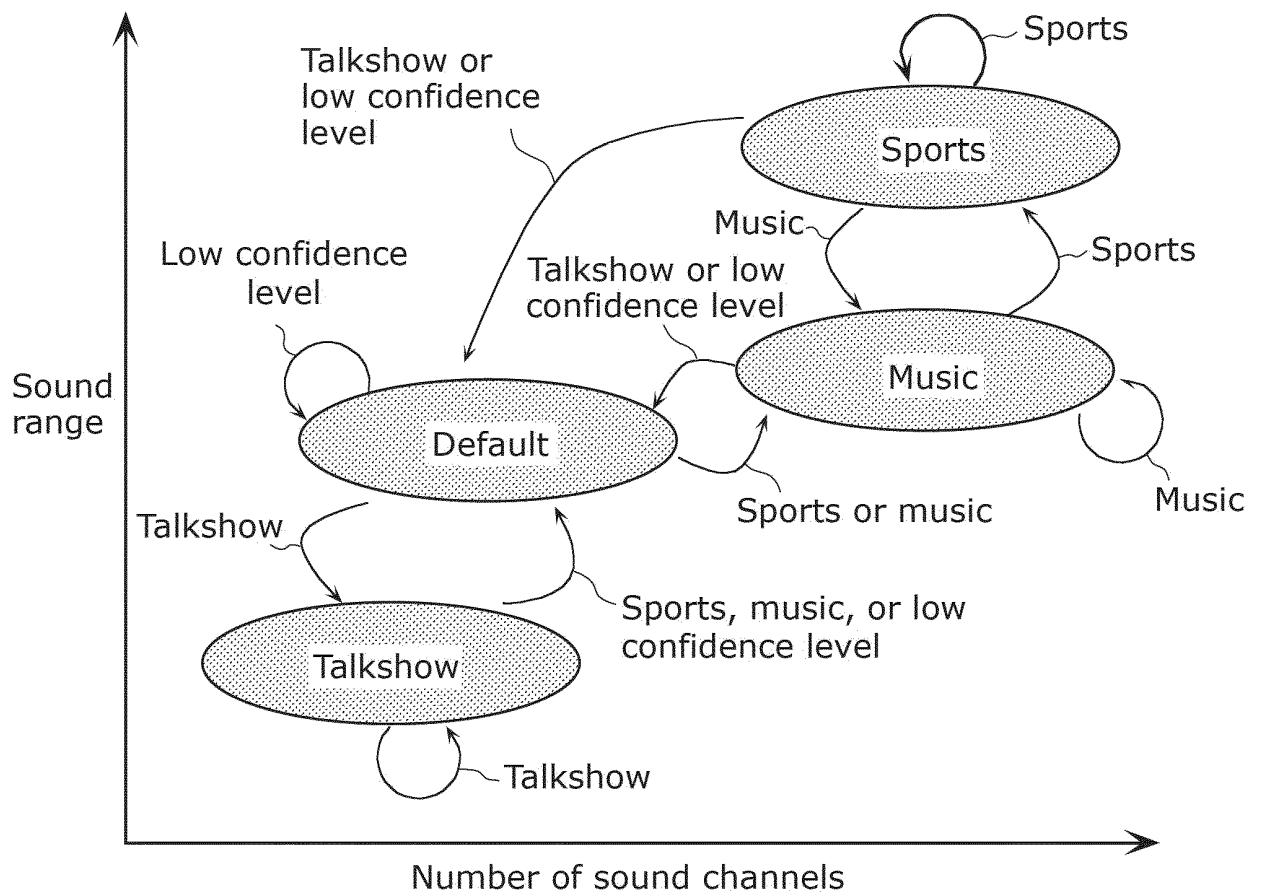 Sports
Talkshow or
low confidence
level
Sports
Music
Sports
Low confidence
level
Talkshow or low
confidence level
Sound
range
Music
Default
Music
Sports or music
Talkshow
Sports, music, or low
confidence level
Talkshow
Talkshow
Number of sound channels